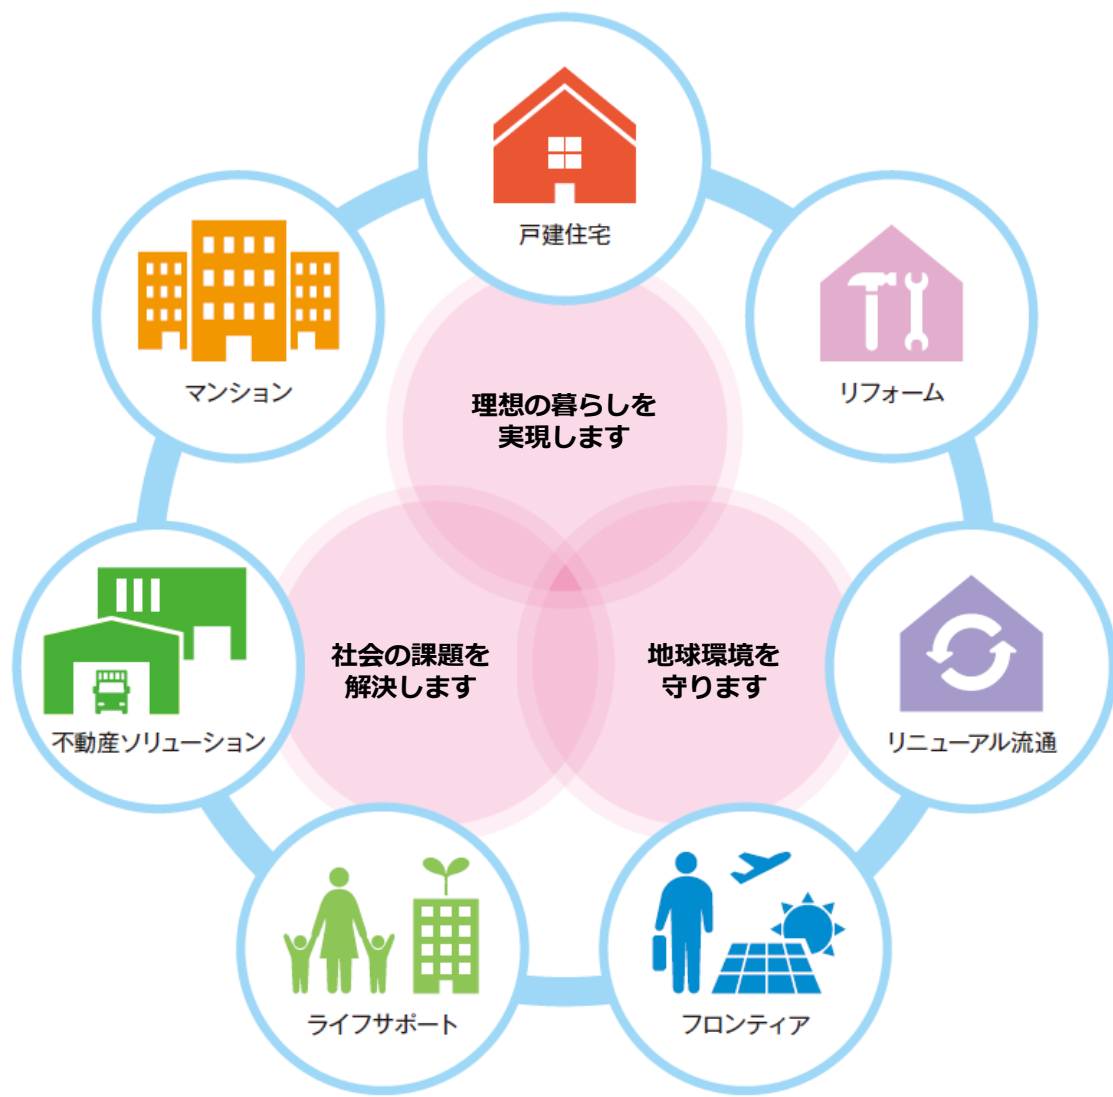 戸建住宅
マンション
リフォーム
理想の暮らしを
実現します
社会の課題を
解決します
地球環境を
守ります
不動産ソリューション
リニューアル流通
ライフサポート
フロンティア